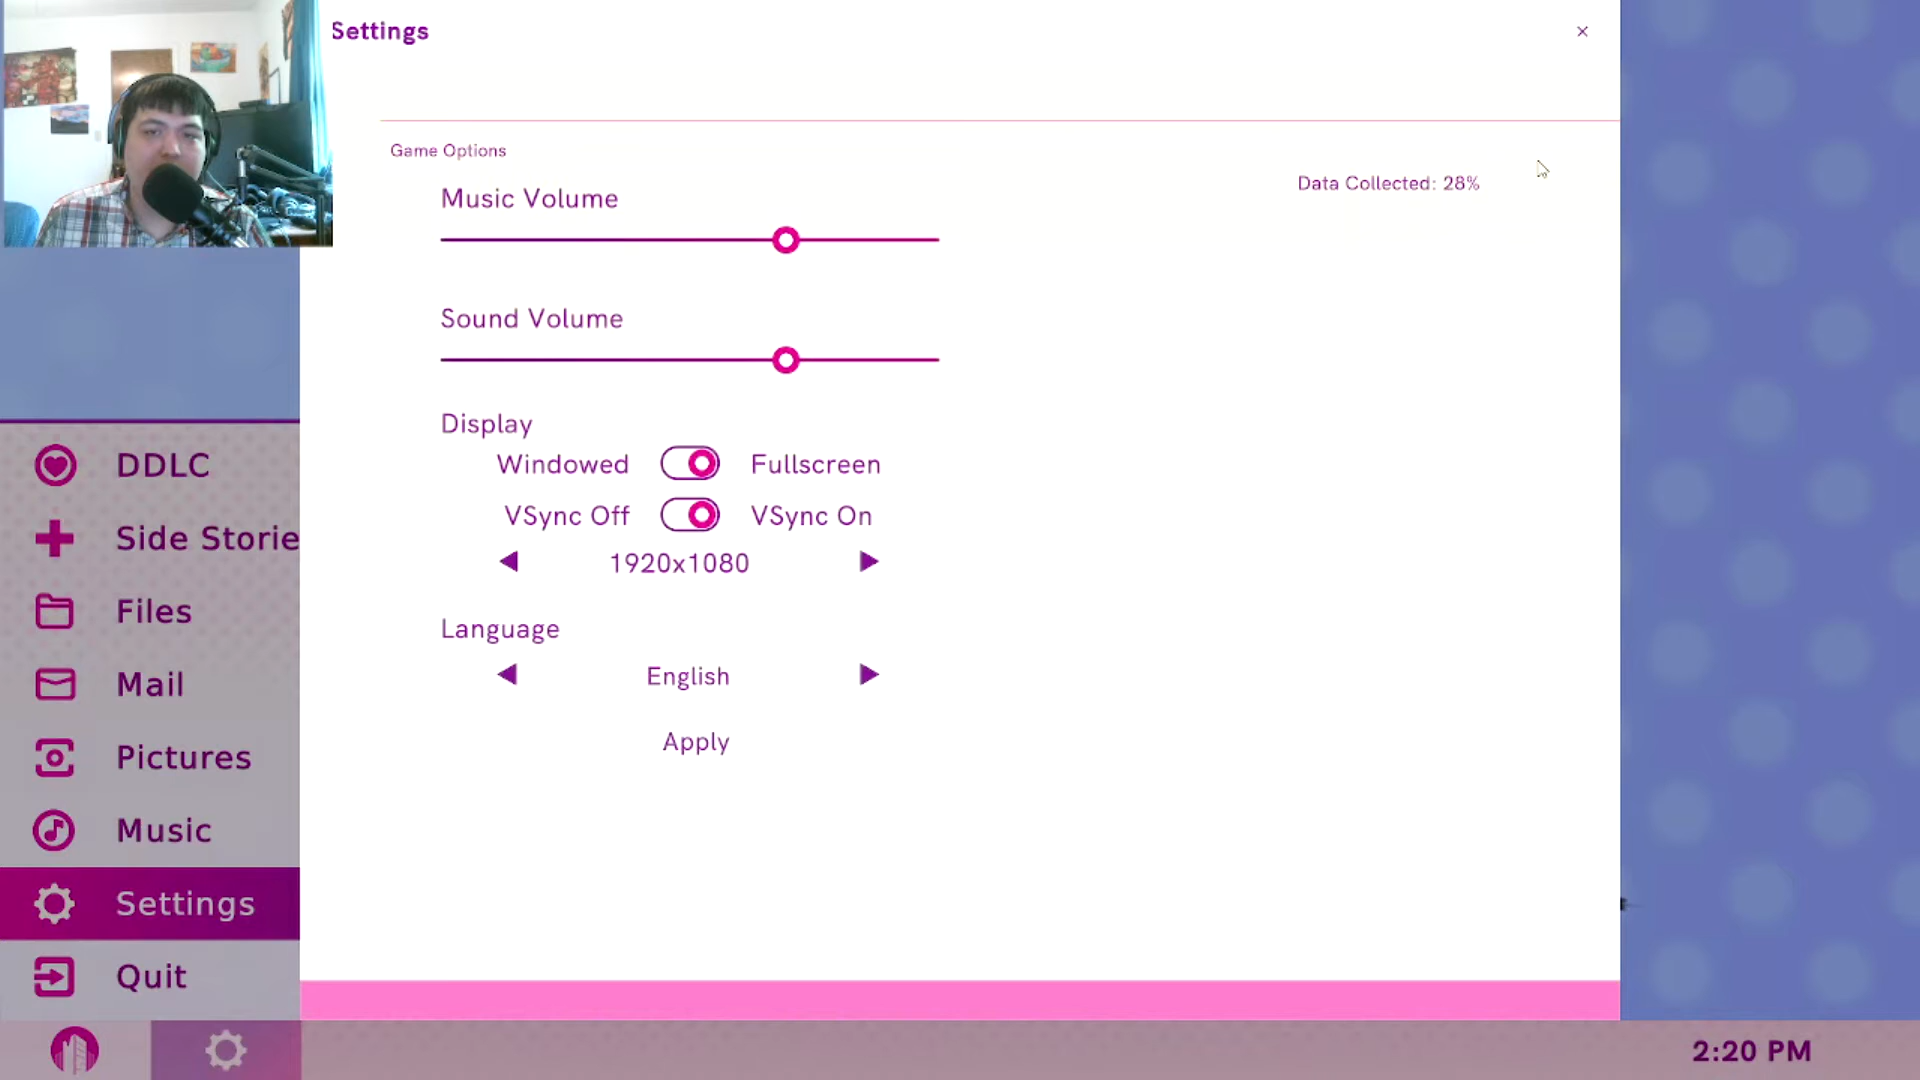 Settings
×
Game Options
Data Collected: 28%
Music Volume
Sound Volume
Display
Windowed Fullscreen
VSync Off VSync On
1920x1080
Language
English
Apply
DDLC
Side Storie
Files
Mail
Pictures
Music
Settings
Quit
2:20 PM